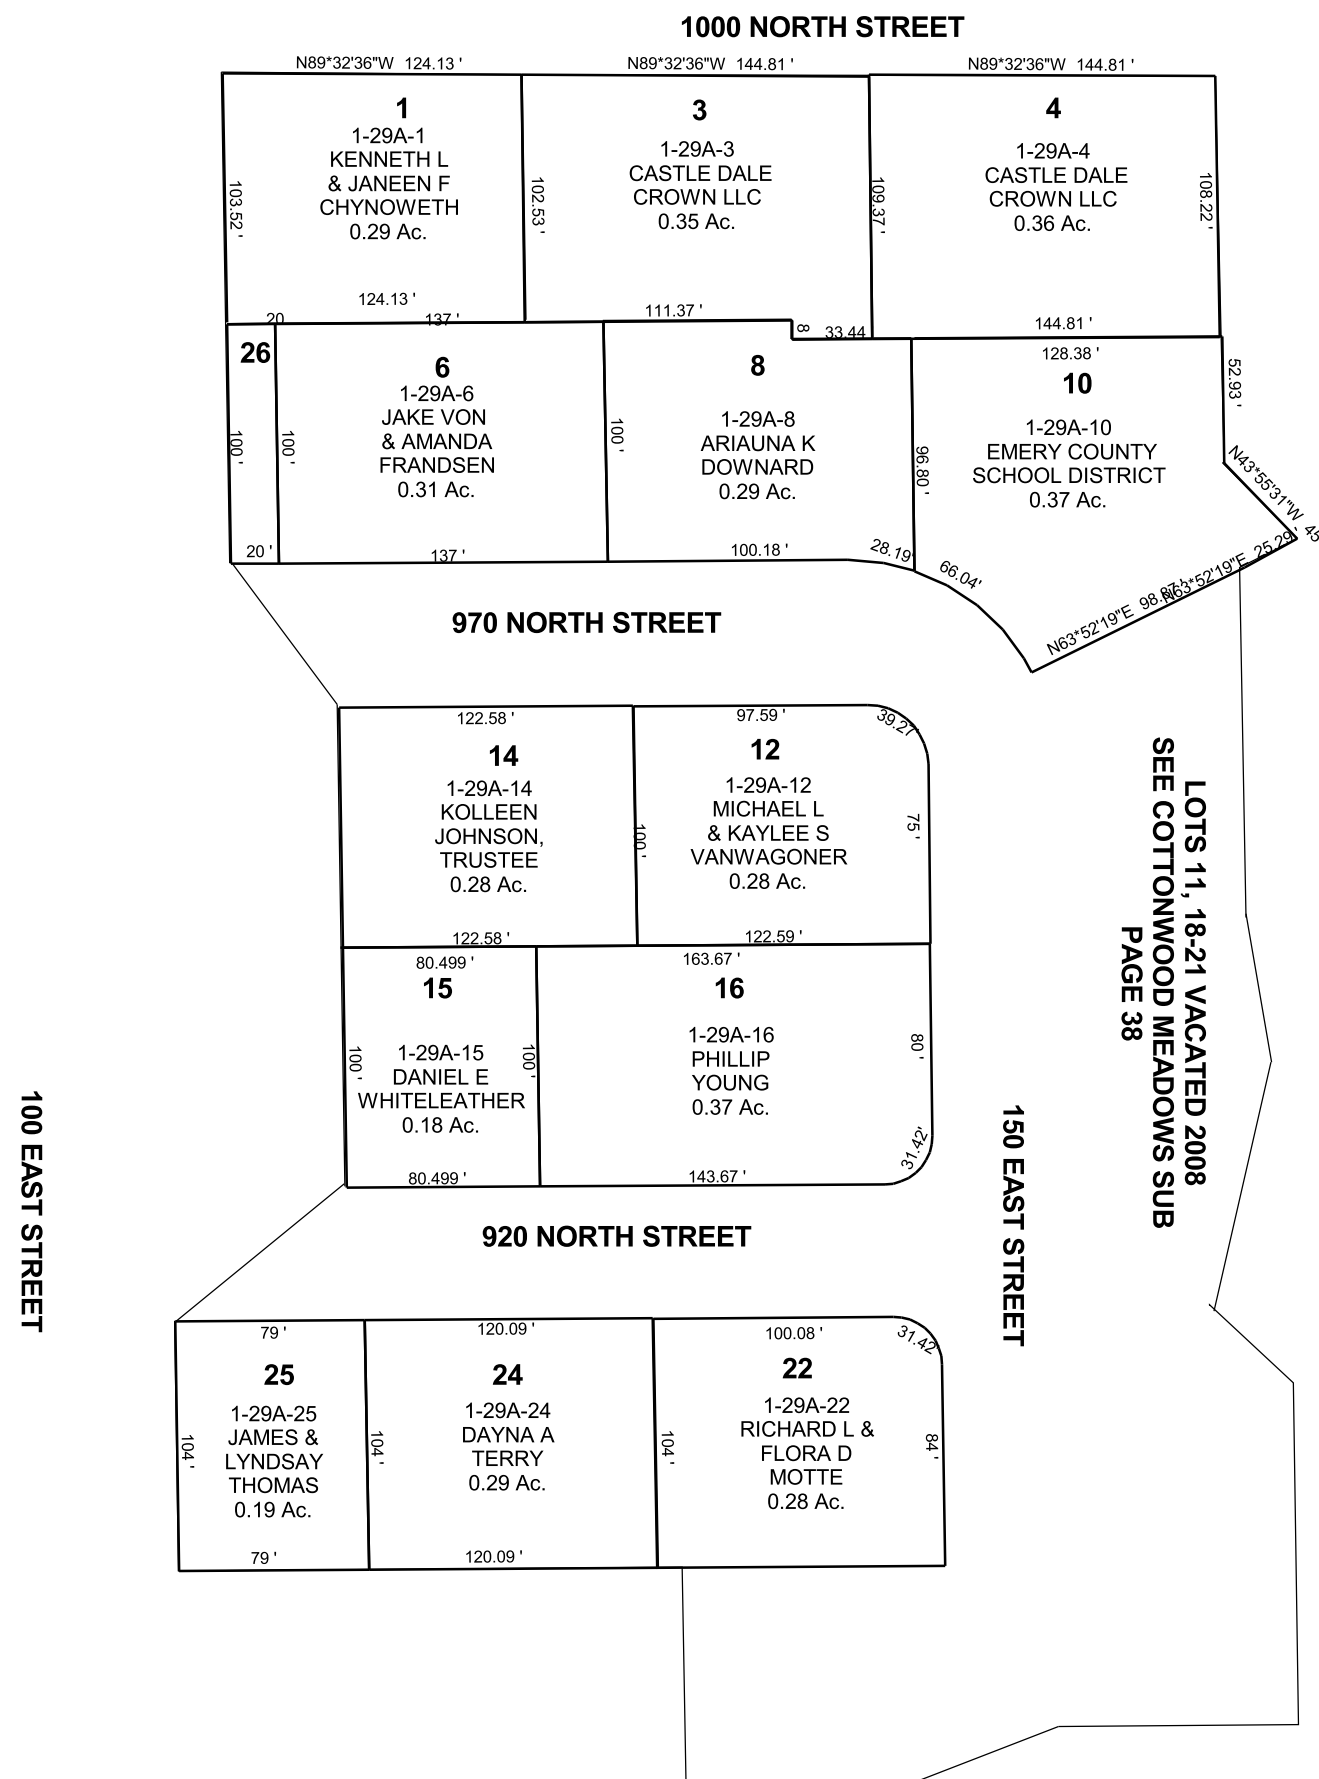 1000 NORTH STREET
N89*32'36"W 124.13 '
N89*32'36"W 144.81 '
N89*32'36"W 144.81 '
1
1-29A-1
KENNETH L
& JANEEN F
CHYNOWETH
0.29 Ac.
103.52 '
102.53 '
124.13 '
3
1-29A-3
CASTLE DALE
CROWN LLC
0.35 Ac.
109.37 '
111.37 '
8
33.44
4
1-29A-4
CASTLE DALE
CROWN LLC
0.36 Ac.
108.22 '
144.81 '
20
137 '
26
100 '
100 '
20 '
6
1-29A-6
JAKE VON
& AMANDA
FRANDSEN
0.31 Ac.
137 '
100 '
8
1-29A-8
ARIAUNA K
DOWNARD
0.29 Ac.
100.18 '
28.19'
96.80 '
128.38 '
10
1-29A-10
EMERY COUNTY
SCHOOL DISTRICT
0.37 Ac.
52.93 '
N43*55'31"W 45
N63*52'19"E 25.29 '
N63*52'19"E 98.87 '
66.04'
970 NORTH STREET
122.58 '
14
1-29A-14
KOLLEEN
JOHNSON,
TRUSTEE
0.28 Ac.
122.58 '
100 '
97.59 '
39.27'
12
1-29A-12
MICHAEL L
& KAYLEE S
VANWAGONER
0.28 Ac.
75 '
122.59 '
80.499 '
15
1-29A-15
DANIEL E
WHITELEATHER
0.18 Ac.
100 '
100 '
80.499 '
163.67 '
16
1-29A-16
PHILLIP
YOUNG
0.37 Ac.
80 '
31.42'
143.67 '
LOTS 11, 18-21 VACATED 2008
SEE COTTONWOOD MEADOWS SUB
PAGE 38
100 EAST STREET
150 EAST STREET
920 NORTH STREET
79 '
25
1-29A-25
JAMES &
LYNDSAY
THOMAS
0.19 Ac.
104 '
104 '
79 '
120.09 '
24
1-29A-24
DAYNA A
TERRY
0.29 Ac.
104 '
120.09 '
100.08 '
31.42
22
1-29A-22
RICHARD L &
FLORA D
MOTTE
0.28 Ac.
84 '